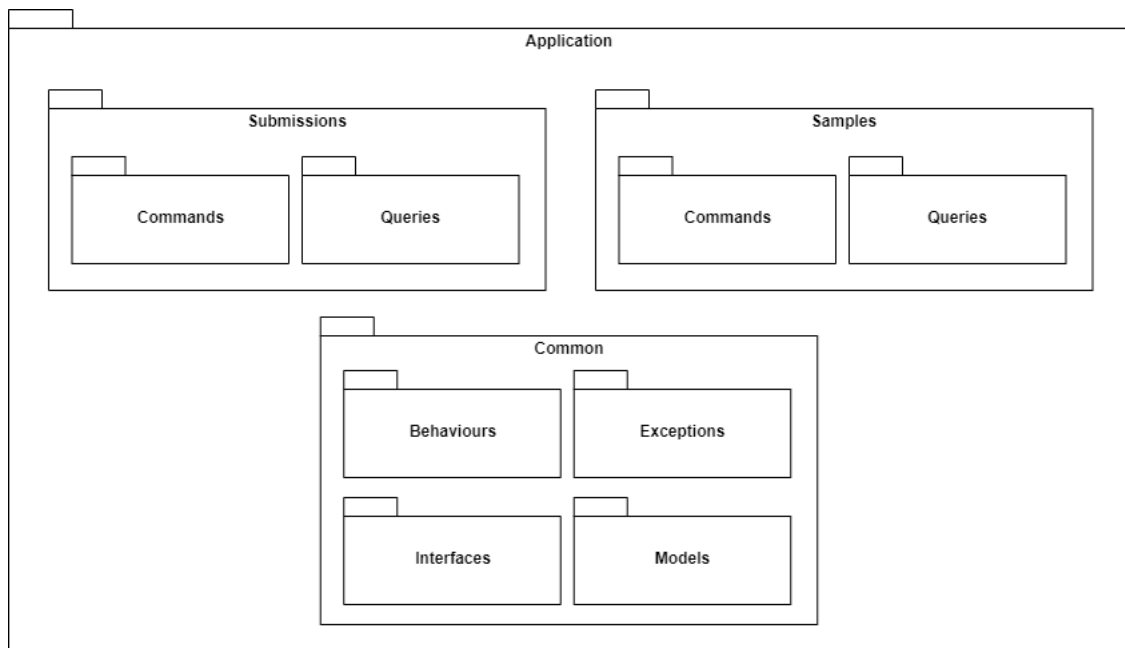 Application
Submissions
Samples
Commands
Queries
Commands
Queries
Common
Behaviours
Exceptions
Interfaces
Models